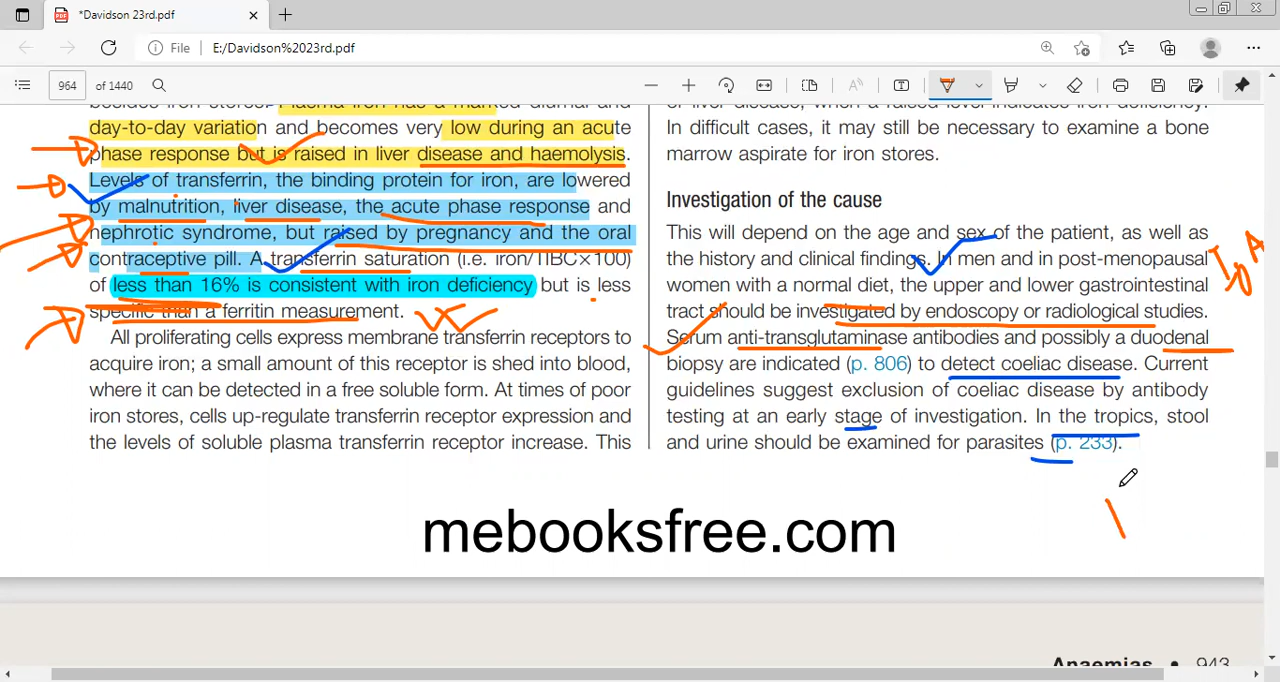 *Davidson 23rd.pdf
File
E:/Davidson%2023rd.pdf
964 of 1440
day-to-day variation and becomes very low during an acute
phase response but is raised in liver disease and haemolysis.
Levels of transferrin, the binding protein for iron, are lowered
by malnutrition, liver disease, the acute phase response and
nephrotic syndrome, but raised by pregnancy and the oral
contraceptive pill. A transferrin saturation (i.e. iron/TIBC×100)
of less than 16% is consistent with iron deficiency but is less
specific than a ferritin measurement.
All proliferating cells express membrane transferrin receptors to
acquire iron; a small amount of this receptor is shed into blood,
where it can be detected in a free soluble form. At times of poor
iron stores, cells up-regulate transferrin receptor expression and
the levels of soluble plasma transferrin receptor increase. This
of liver disease, when a raised level indicates iron deficiency.
In difficult cases, it may still be necessary to examine a bone
marrow aspirate for iron stores.
Investigation of the cause
This will depend on the age and sex of the patient, as well as
the history and clinical findings. In men and in post-menopausal
women with a normal diet, the upper and lower gastrointestinal
tract should be investigated by endoscopy or radiological studies.
Serum anti-transglutaminase antibodies and possibly a duodenal
biopsy are indicated (p. 806) to detect coeliac disease. Current
guidelines suggest exclusion of coeliac disease by antibody
testing at an early stage of investigation. In the tropics, stool
and urine should be examined for parasites (p. 233).
mebooksfree.com
Anaemias • 943